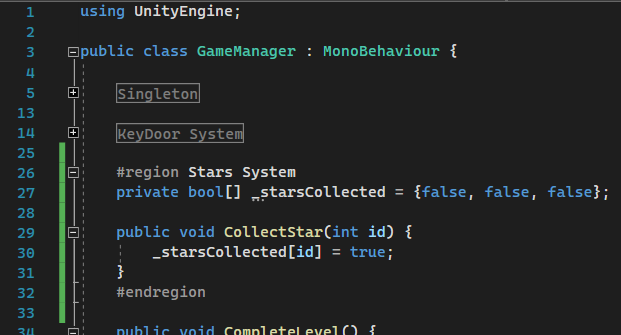 1 using UnityEngine;
2
3 public class GameManager : MonoBehaviour {
4
5 Singleton
13
14 KeyDoor System
25
26 #region Stars System
27 private bool[] _starsCollected = {false, false, false};
28
29 public void CollectStar(int id) {
30 _starsCollected[id] = true;
31 }
32 #endregion
33
34 public void CompleteLevel() {